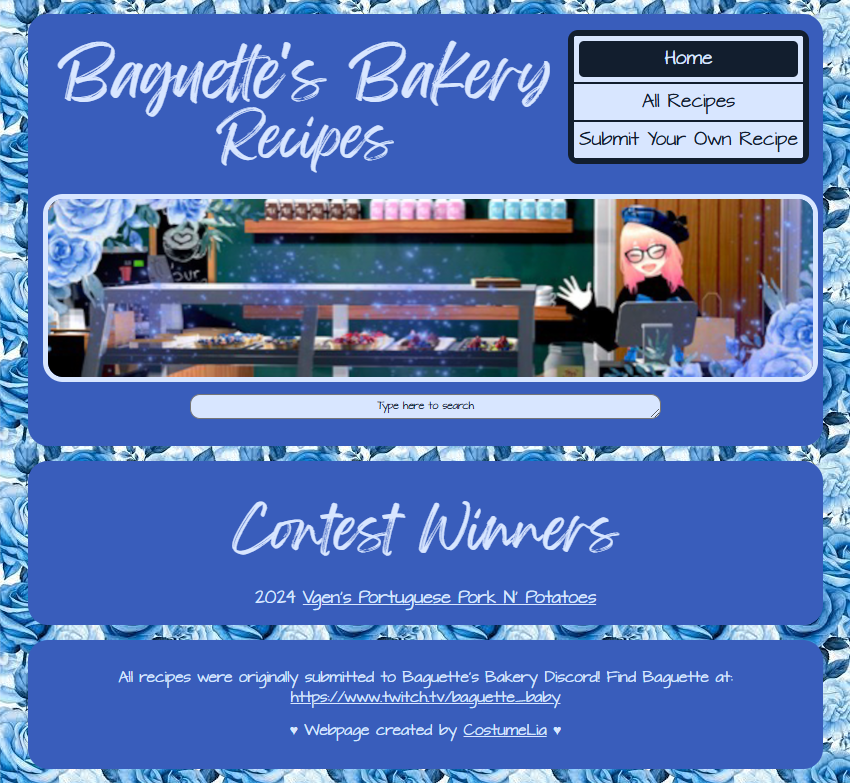 Baguette's Bakery
Recipes
Home
All Recipes
Submit Your Own Recipe
our
Type here to search
Contest Winners
2024 Vgen's Portuguese Pork N' Potatoes
All recipes were originally submitted to Baguette's Bakery Discord! Find Baguette at:
https://www.twitch.tv/baguette_baby
♥ Webpage created by CostumeLia ♥